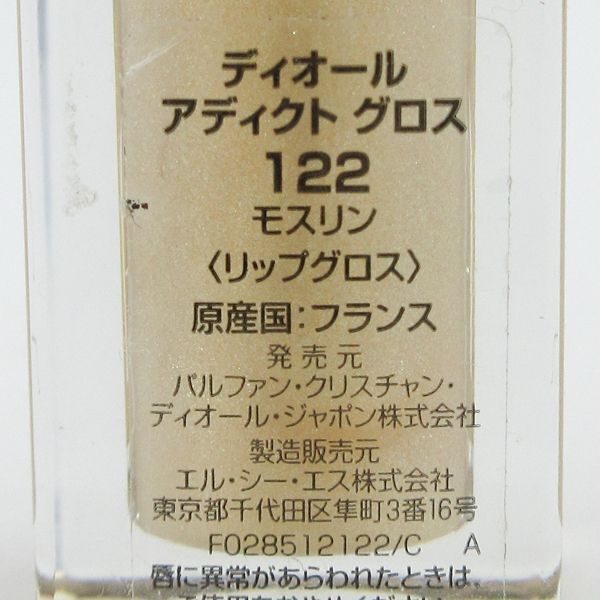 ディオール
アディクト グロス
122
モスリン
〈リップグロス〉
原産国：フランス
発売元
パルファン・クリスチャン・
ディオール・ジャポン株式会社
製造販売元
エル・シー・エス株式会社
東京都千代田区隼町3番16号
F028512122/C A
唇に異常があらわれたときは、